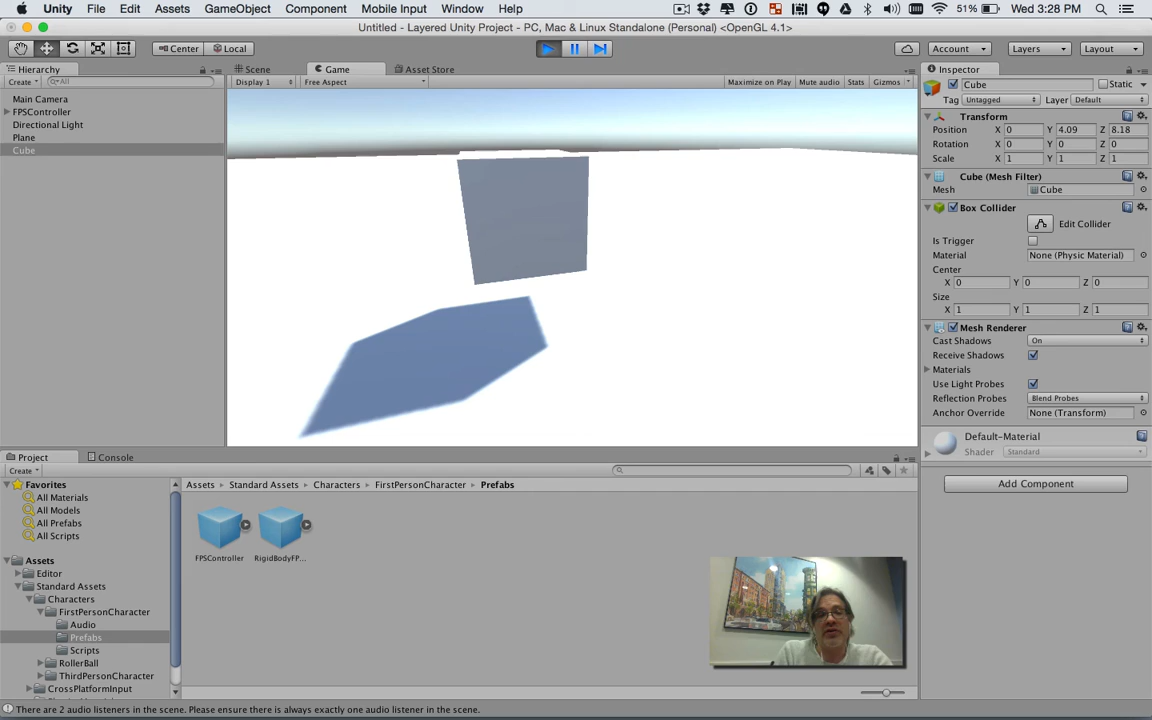 Unity File Edit Assets GameObject Component Mobile Input Window Help 51% Wed 3:28 PM
Untitled - Layered Unity Project - PC, Mac & Linux Standalone (Personal) <OpenGL 4.1>
Center Local Account Layers Layout
Hierarchy
Create All
Main Camera
FPSController
Directional Light
Plane
Cube
Scene Game Asset Store
Display 1 Free Aspect Maximize on Play Mute audio Stats Gizmos
Inspector
Cube Static
Tag Untagged Layer Default
Transform
Position X 0 Y 4.09 Z 8.18
Rotation X 0 Y 0 Z 0
Scale X 1 Y 1 Z 1
Cube (Mesh Filter)
Mesh Cube
Box Collider
Edit Collider
Is Trigger
Material None (Physic Material)
Center
X 0 Y 0 Z 0
Size
X 1 Y 1 Z 1
Mesh Renderer
Cast Shadows On
Receive Shadows
Materials
Use Light Probes
Reflection Probes Blend Probes
Anchor Override None (Transform)
Default-Material
Shader Standard
Add Component
Project Console
Create
Favorites
All Materials
All Models
All Prefabs
All Scripts
Assets
Editor
Standard Assets
Characters
FirstPersonCharacter
Audio
Prefabs
Scripts
RollerBall
ThirdPersonCharacter
CrossPlatformInput
Assets Standard Assets Characters FirstPersonCharacter Prefabs
FPSController RigidBodyFP...
There are 2 audio listeners in the scene. Please ensure there is always exactly one audio listener in the scene.